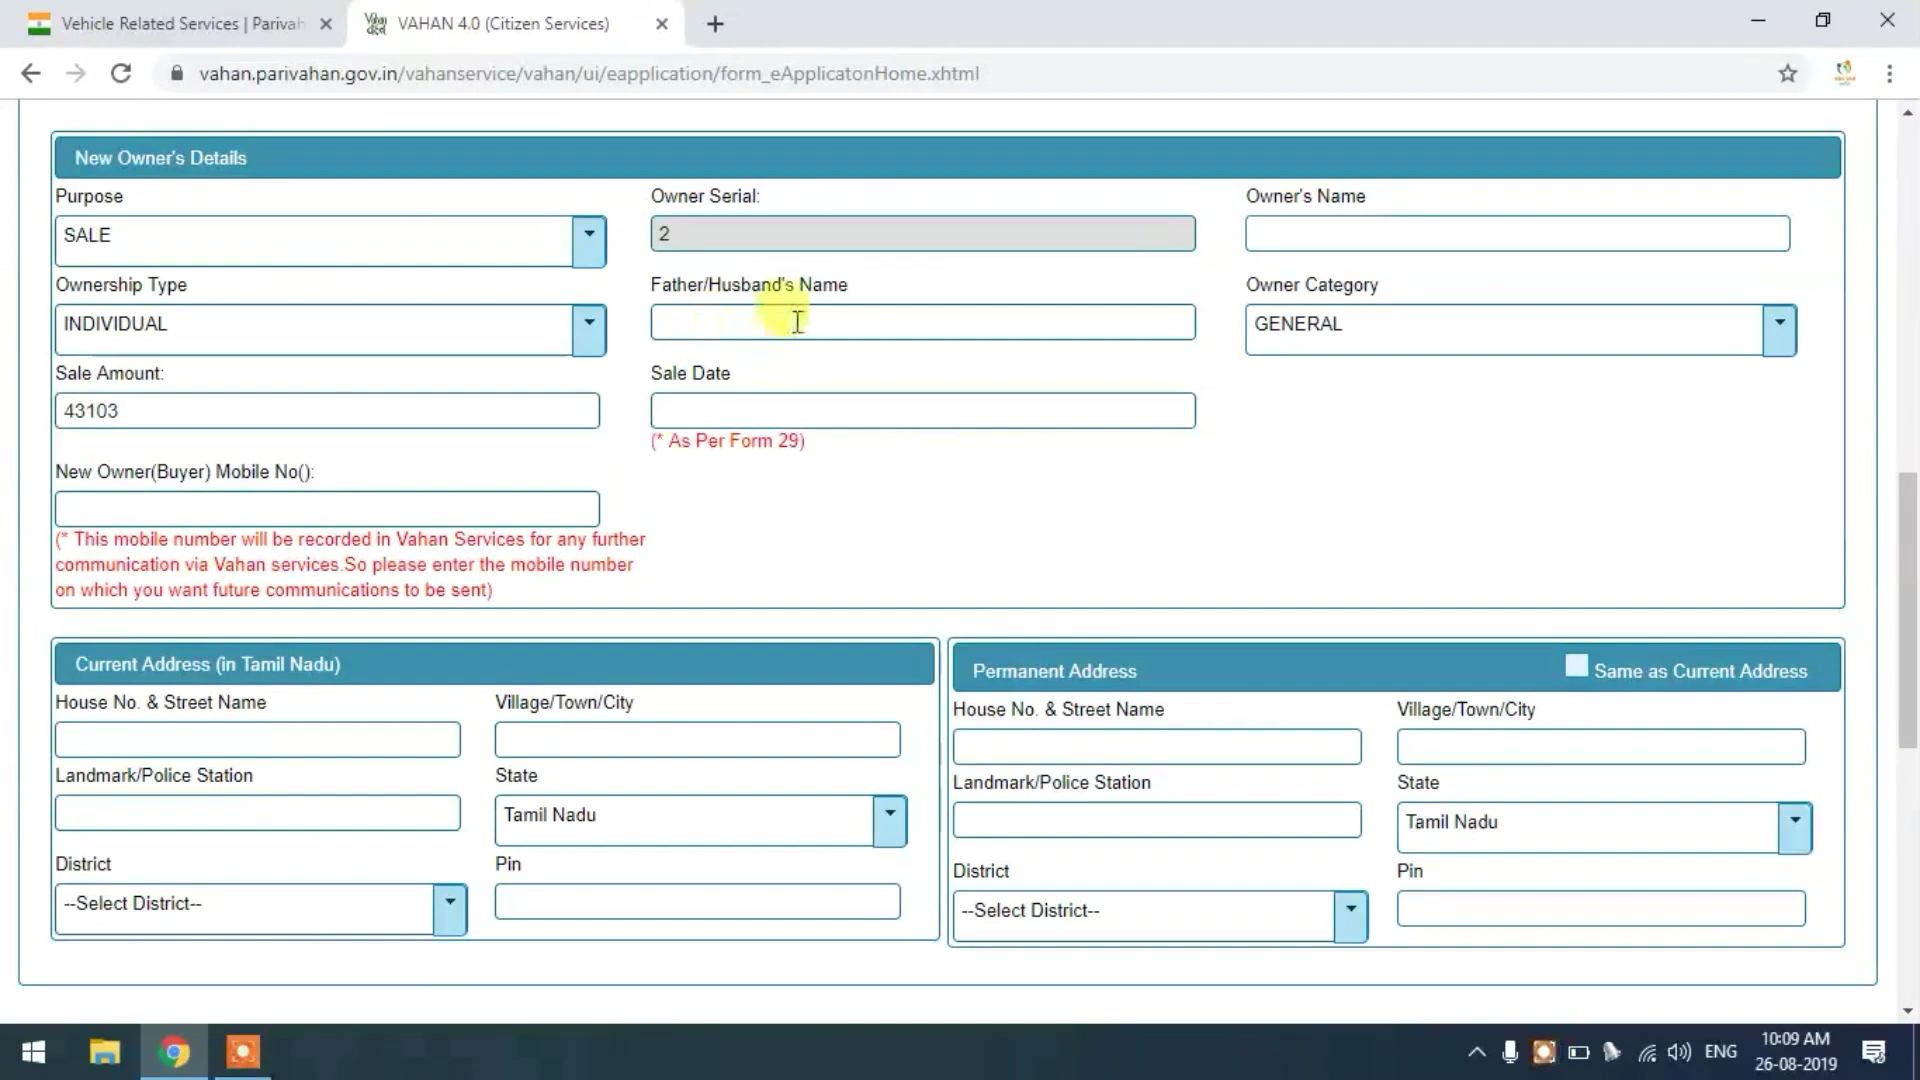 Vehicle Related Services | Parivah
VAHAN 4.0 (Citizen Services)
vahan.parivahan.gov.in/vahanservice/vahan/ui/eapplication/form_eApplicatonHome.xhtml
New Owner's Details
Purpose
Owner Serial:
Owner's Name
SALE
2
Ownership Type
Father/Husband's Name
Owner Category
INDIVIDUAL
GENERAL
Sale Amount:
Sale Date
43103
(* As Per Form 29)
New Owner(Buyer) Mobile No():
(* This mobile number will be recorded in Vahan Services for any further
communication via Vahan services.So please enter the mobile number
on which you want future communications to be sent)
Current Address (in Tamil Nadu)
House No. & Street Name
Village/Town/City
Landmark/Police Station
State
Tamil Nadu
District
Pin
--Select District--
Permanent Address
Same as Current Address
House No. & Street Name
Village/Town/City
Landmark/Police Station
State
Tamil Nadu
District
Pin
--Select District--
ENG
10:09 AM
26-08-2019